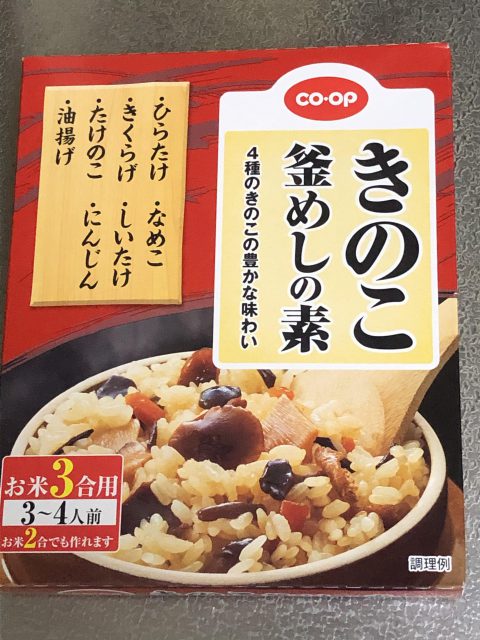 CO·OP
きのこ
釜めしの素
4種のきのこの豊かな味わい
・ひらたけ ・なめこ
・きくらげ ・しいたけ
・たけのこ ・にんじん
・油揚げ
お米3合用
3〜4人前
お米2合でも作れます
調理例